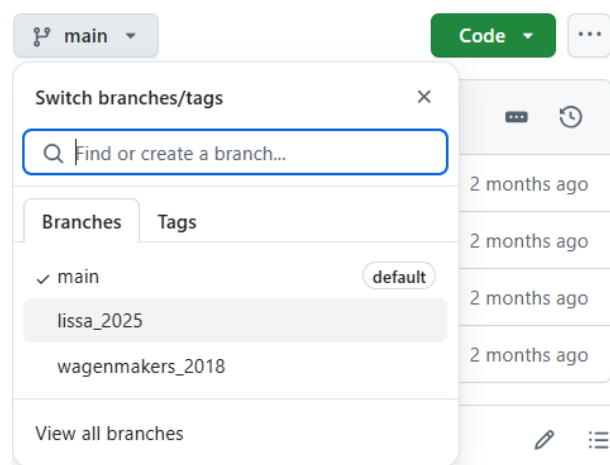 main
Code
Switch branches/tags
Find or create a branch...
Branches Tags
2 months ago
2 months ago
main default
lissa_2025
2 months ago
wagenmakers_2018
2 months ago
View all branches